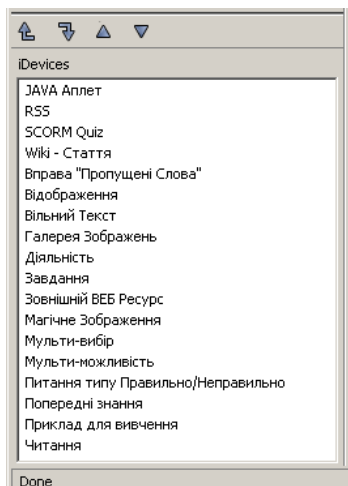 iDevices
JAVA Аплет
RSS
SCORM Quiz
Wiki - Стаття
Вправа "Пропущені Слова"
Відображення
Вільний Текст
Галерея Зображень
Діяльність
Завдання
Зовнішній ВЕБ Ресурс
Магічне Зображення
Мульти-вибір
Мульти-можливість
Питання типу Правильно/Неправильно
Попередні знання
Приклад для вивчення
Читання
Done